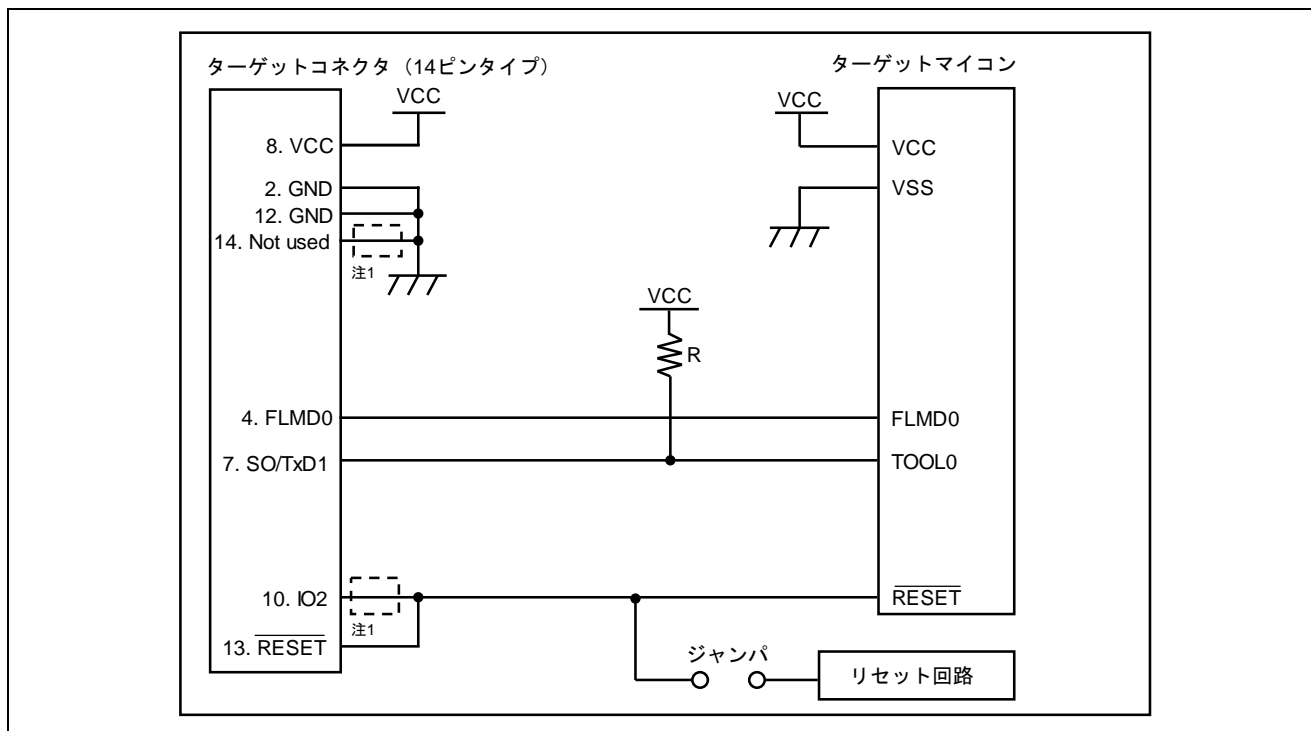 ターゲットコネクタ（14ピンタイプ）
ターゲットマイコン
VCC
VCC
8. VCC
VCC
2. GND
VSS
12. GND
14. Not used
注1
VCC
R
4. FLMD0
FLMD0
7. SO/TxD1
TOOL0
10. IO2
RESET
注1
13. RESET
ジャンパ
リセット回路